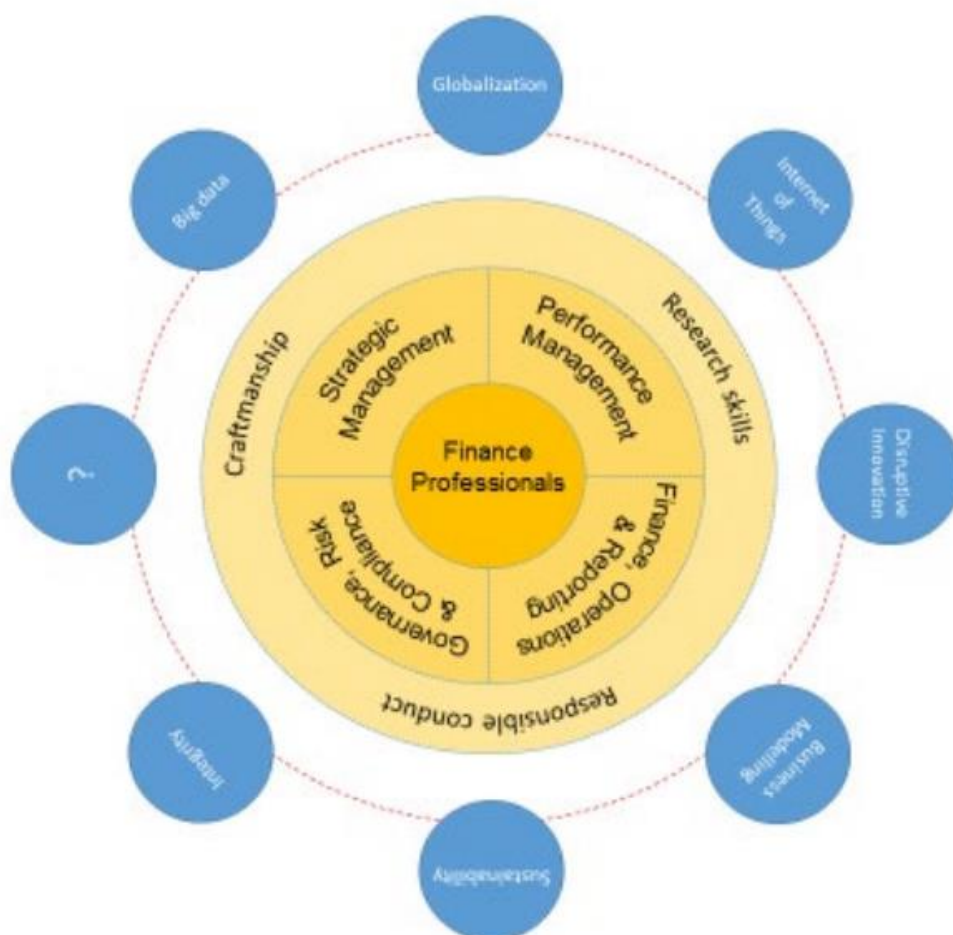 Globalization
Internet
of
Things
Disruptive
Innovation
Business
Modelling
Sustainability
Integrity
?
Big data
Craftmanship
Research skills
Responsible conduct
Strategic
Management
Performance
Management
Finance, Operations
& Reporting
Governance, Risk
& Compliance
Finance
Professionals